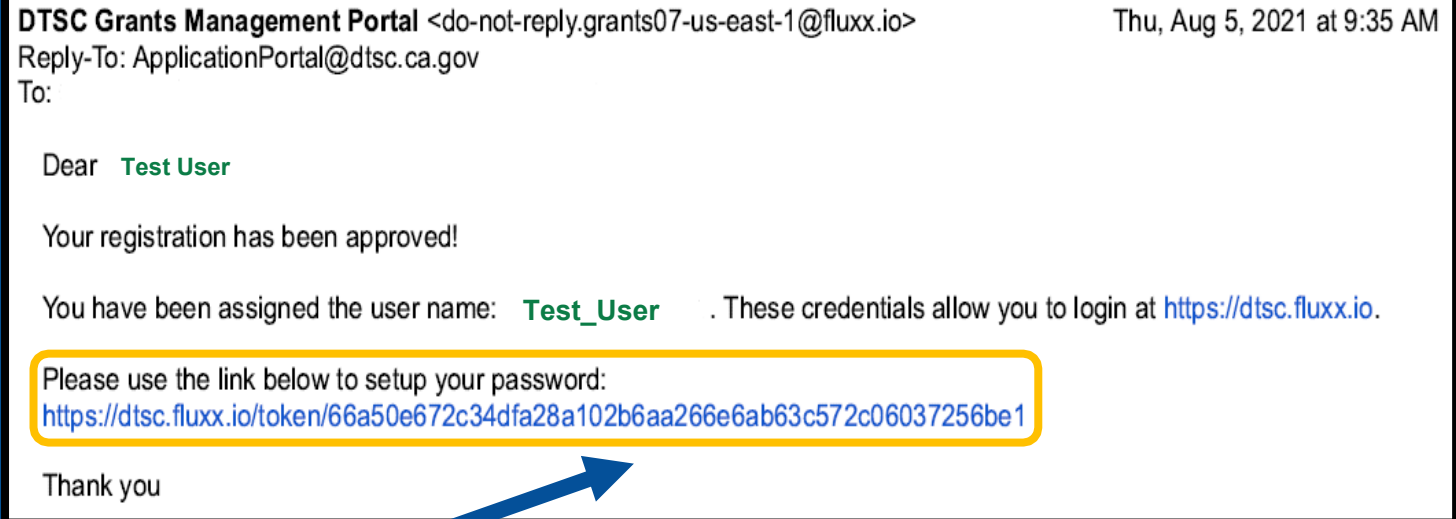 DTSC Grants Management Portal <do-not-reply.grants07-us-east-1@fluxx.io> Thu, Aug 5, 2021 at 9:35 AM
Reply-To: ApplicationPortal@dtsc.ca.gov
To:
Dear Test User
Your registration has been approved!
You have been assigned the user name: Test_User . These credentials allow you to login at https://dtsc.fluxx.io.
Please use the link below to setup your password:
https://dtsc.fluxx.io/token/66a50e672c34dfa28a102b6aa266e6ab63c572c06037256be1
Thank you